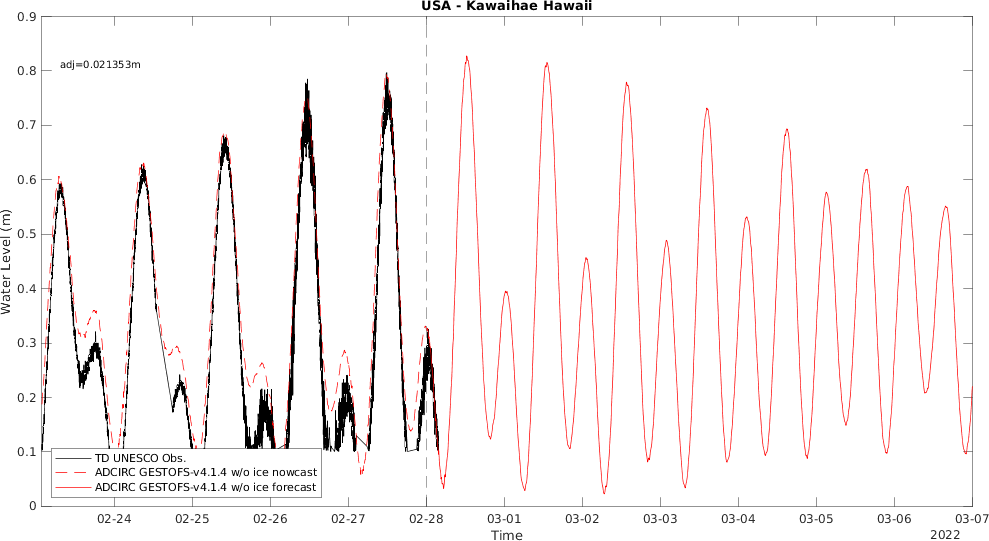 USA - Kawaihae Hawaii
0.9
0.8
0.7
0.6
0.5
0.4
0.3
0.2
0.1
0
Water Level (m)
adj=0.021353m
TD UNESCO Obs.
ADCIRC GESTOFS-v4.1.4 w/o ice nowcast
ADCIRC GESTOFS-v4.1.4 w/o ice forecast
02-24 02-25 02-26 02-27 02-28 03-01 03-02 03-03 03-04 03-05 03-06 03-07
Time
2022